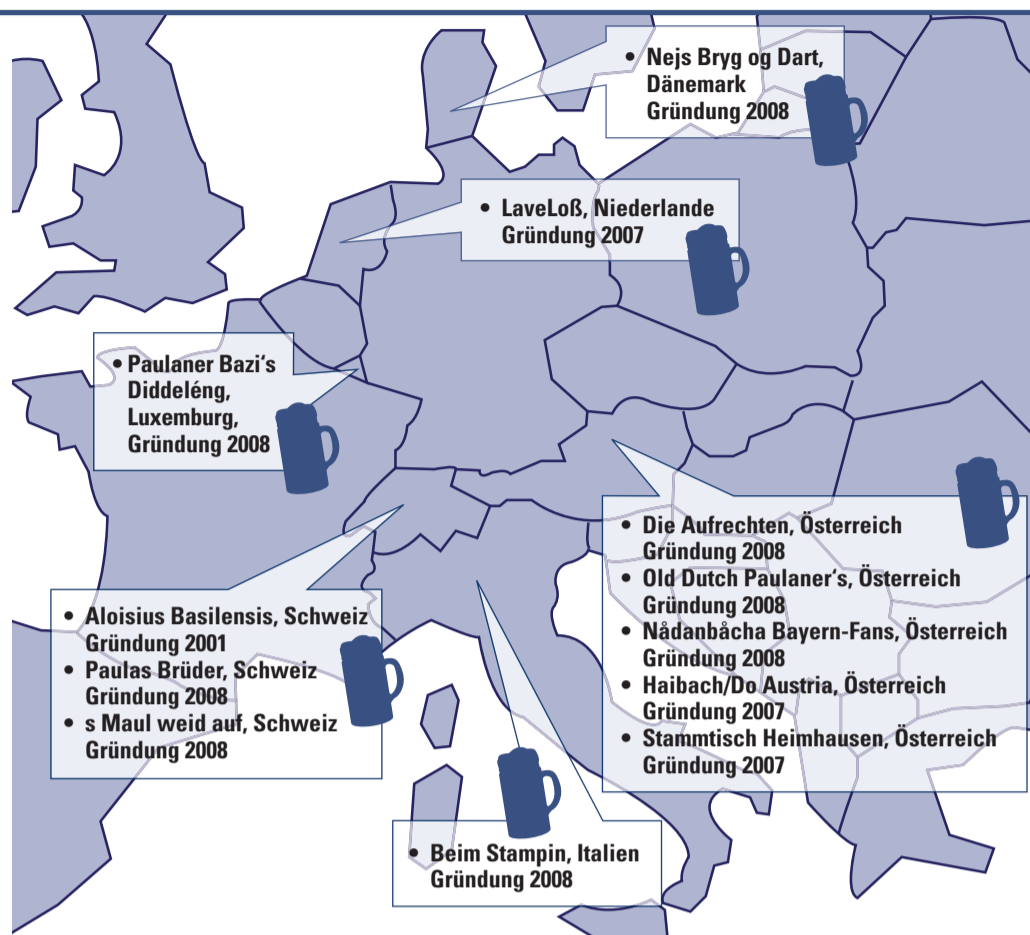 • Nejs Bryg og Dart,
Dänemark
Gründung 2008
• LaveLoß, Niederlande
Gründung 2007
• Paulaner Bazi‘s
Diddeléng,
Luxemburg,
Gründung 2008
• Die Aufrechten, Österreich
Gründung 2008
• Old Dutch Paulaner‘s, Österreich
Gründung 2008
• Nådanbåcha Bayern-Fans, Österreich
Gründung 2008
• Haibach/Do Austria, Österreich
Gründung 2007
• Stammtisch Heimhausen, Österreich
Gründung 2007
• Aloisius Basilensis, Schweiz
Gründung 2001
• Paulas Brüder, Schweiz
Gründung 2008
• s Maul weid auf, Schweiz
Gründung 2008
• Beim Stampin, Italien
Gründung 2008